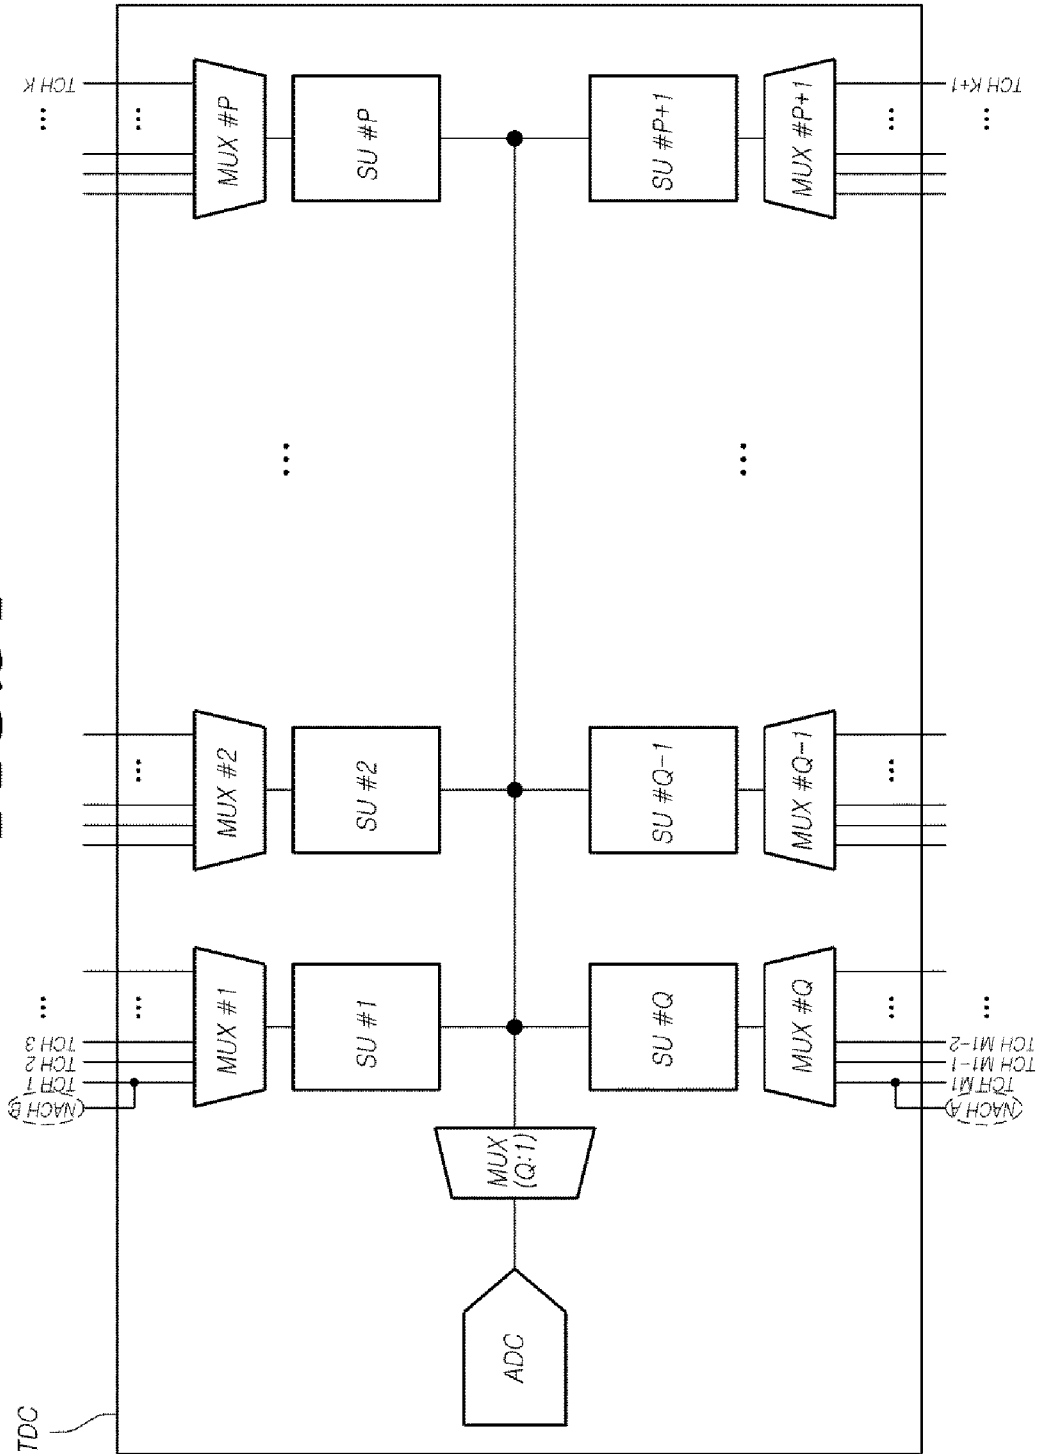 TDC
ADC
MUX
(Q:1)
NACH B
TCH 1
TCH 2
TCH 3
...
...
MUX #1
SU #1
SU #Q
MUX #Q
NACH A
TCH M1
TCH M1-1
TCH M1-2
...
...
...
MUX #2
SU #2
SU #Q-1
MUX #Q-1
...
...
...
TCH K
...
...
MUX #P
SU #P
SU #P+1
MUX #P+1
TCH K+1
...
...